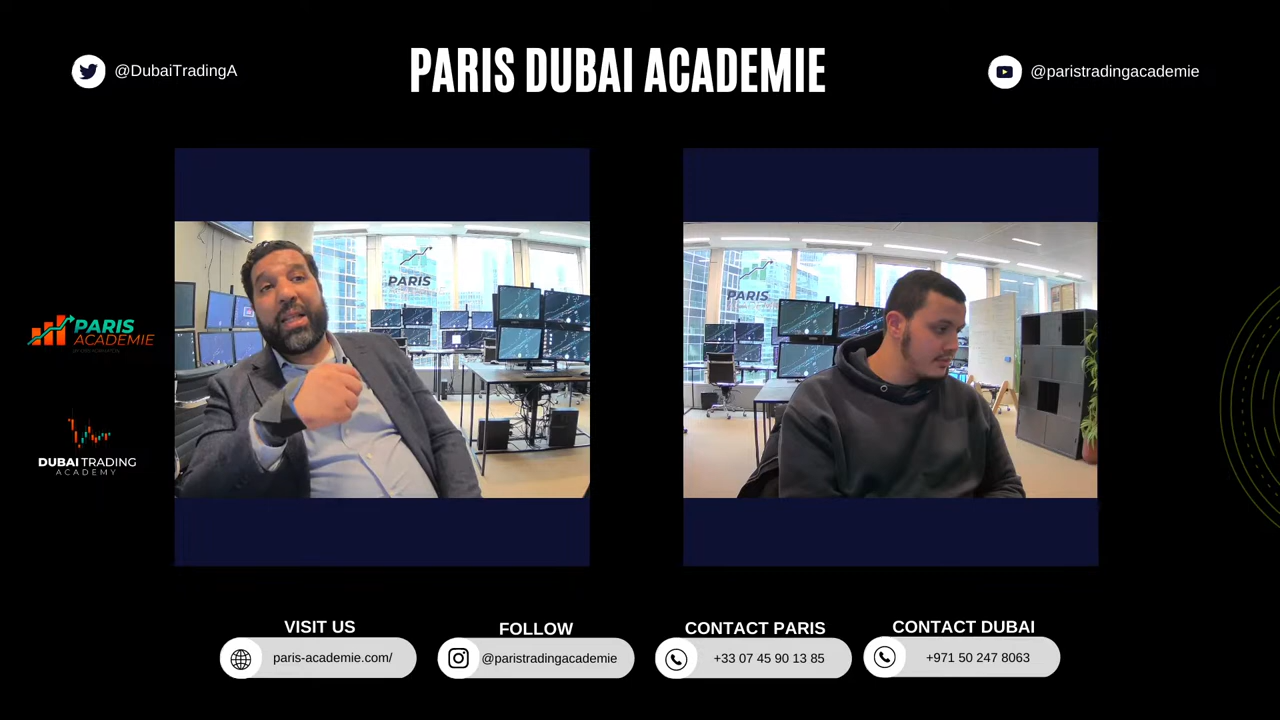 PARIS DUBAI ACADEMIE
@DubaiTradingA
@paristradingacademie
PARIS
PARIS
PARIS
ACADEMIE
DUBAI TRADING
ACADEMY
VISIT US
paris-academie.com/
FOLLOW
@paristradingacademie
CONTACT PARIS
+33 07 45 90 13 85
CONTACT DUBAI
+971 50 247 8063